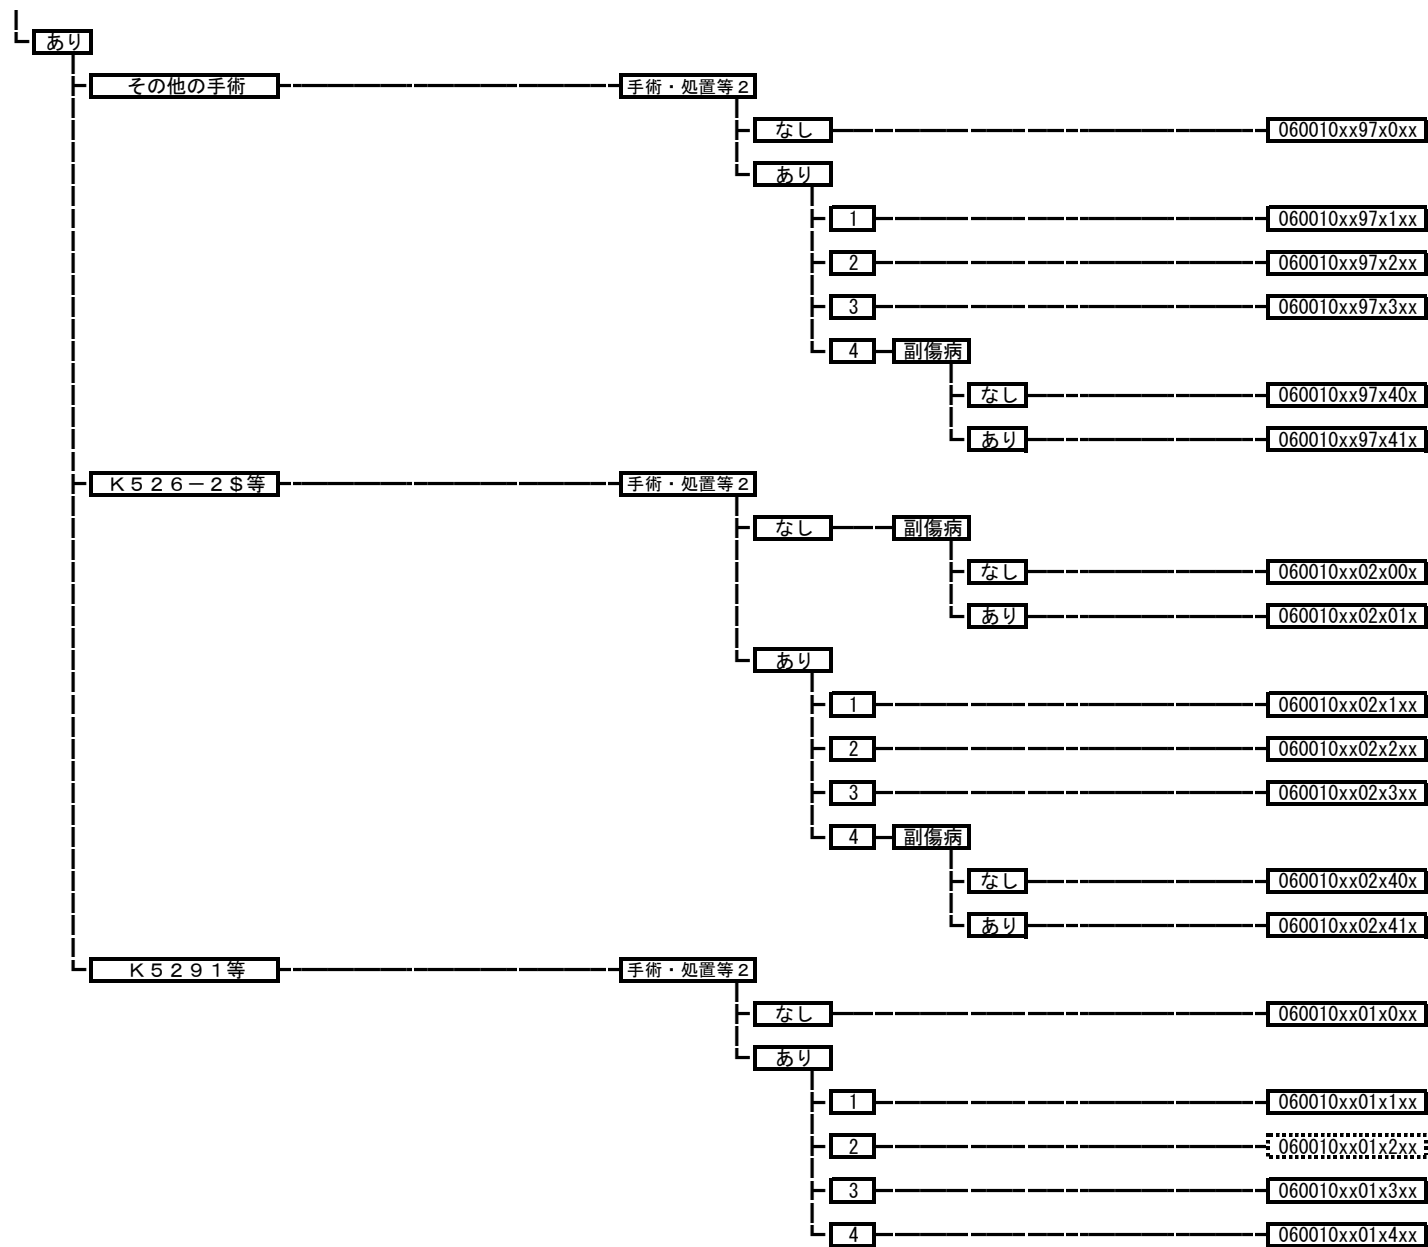 あり
その他の手術 手術・処置等2
なし 060010xx97x0xx
あり
1 060010xx97x1xx
2 060010xx97x2xx
3 060010xx97x3xx
4 副傷病
なし 060010xx97x40x
あり 060010xx97x41x
K526-2$等 手術・処置等2
なし 副傷病
なし 060010xx02x00x
あり 060010xx02x01x
あり
1 060010xx02x1xx
2 060010xx02x2xx
3 060010xx02x3xx
4 副傷病
なし 060010xx02x40x
あり 060010xx02x41x
K5291等 手術・処置等2
なし 060010xx01x0xx
あり
1 060010xx01x1xx
2 060010xx01x2xx
3 060010xx01x3xx
4 060010xx01x4xx